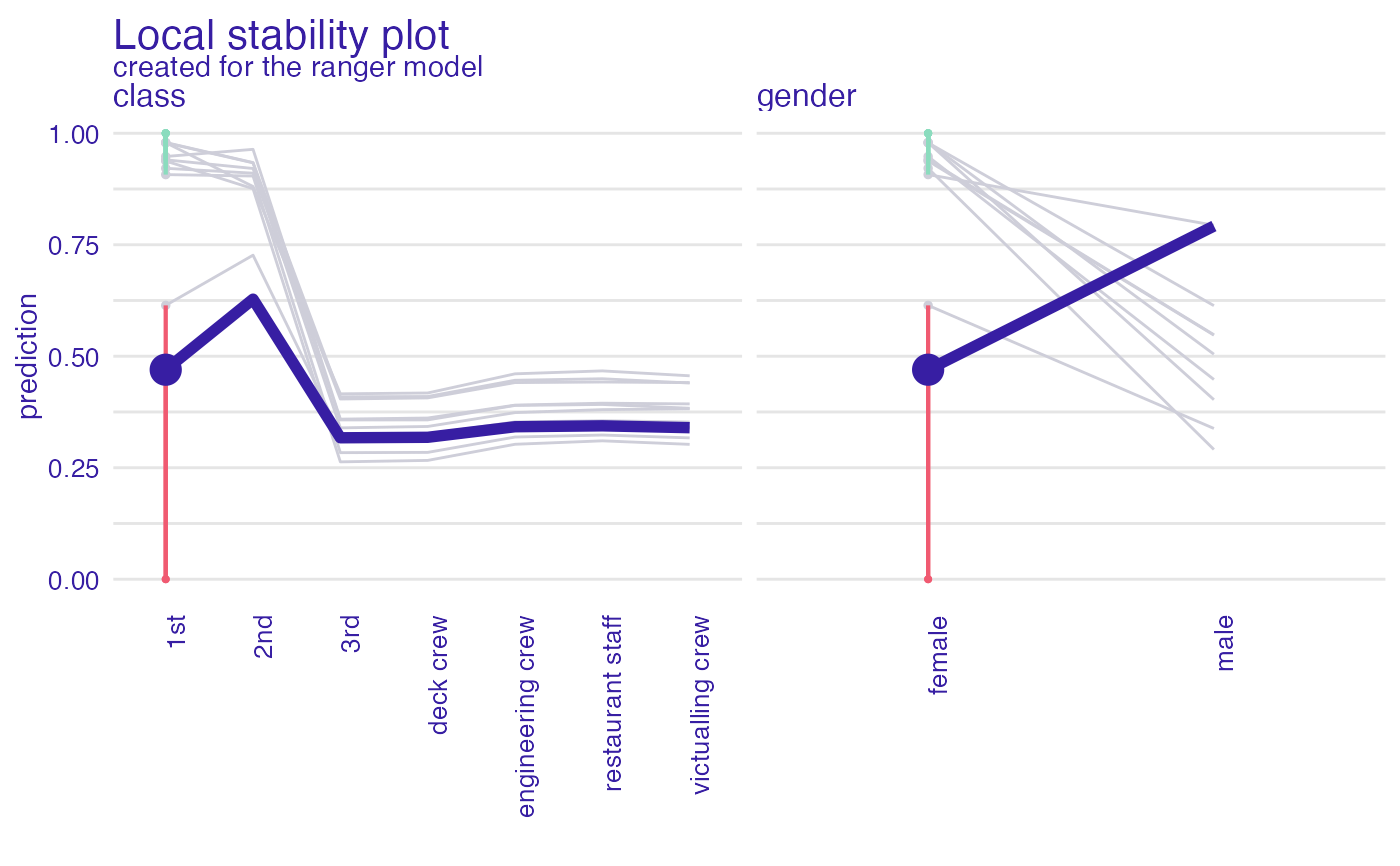 Local stability plot
created for the ranger model
class
gender
prediction
1.00
0.75
0.50
0.25
0.00
1st
2nd
3rd
deck crew
engineering crew
restaurant staff
victualling crew
female
male